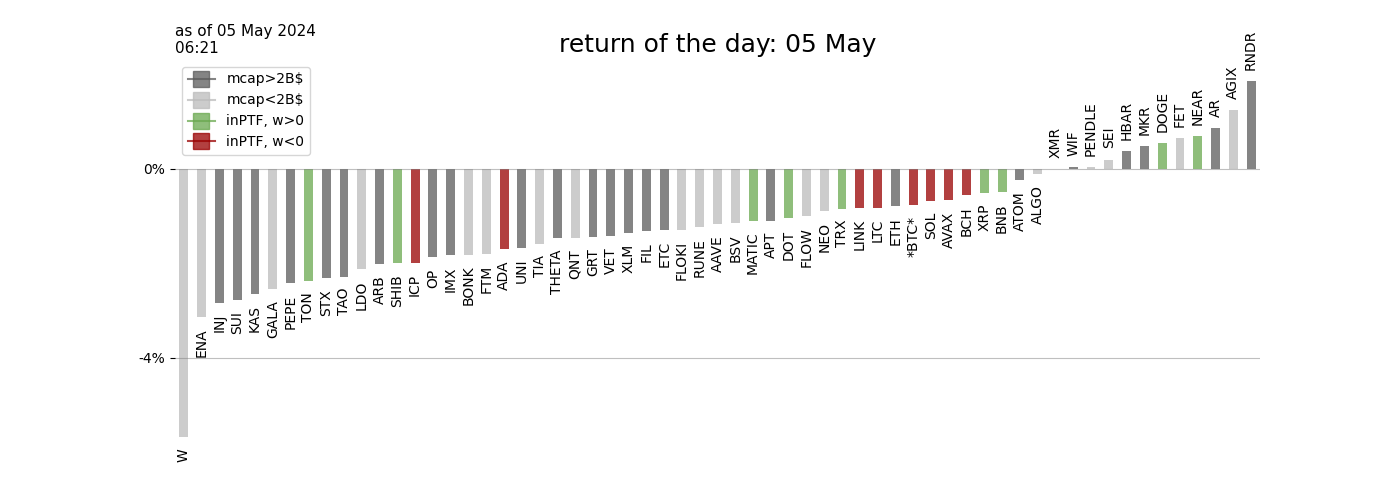 as of 05 May 2024
06:21
return of the day: 05 May
mcap>2B$
mcap<2B$
inPTF, w>0
inPTF, w<0
0%
-4%
W
ENA
INJ
SUI
KAS
GALA
PEPE
TON
STX
TAO
LDO
ARB
SHIB
ICP
OP
IMX
BONK
FTM
ADA
UNI
TIA
THETA
QNT
GRT
VET
XLM
FIL
ETC
FLOKI
RUNE
AAVE
BSV
MATIC
APT
DOT
FLOW
NEO
TRX
LINK
LTC
ETH
*BTC*
SOL
AVAX
BCH
XRP
BNB
ATOM
ALGO
XMR
WIF
PENDLE
SEI
HBAR
MKR
DOGE
FET
NEAR
AR
AGIX
RNDR